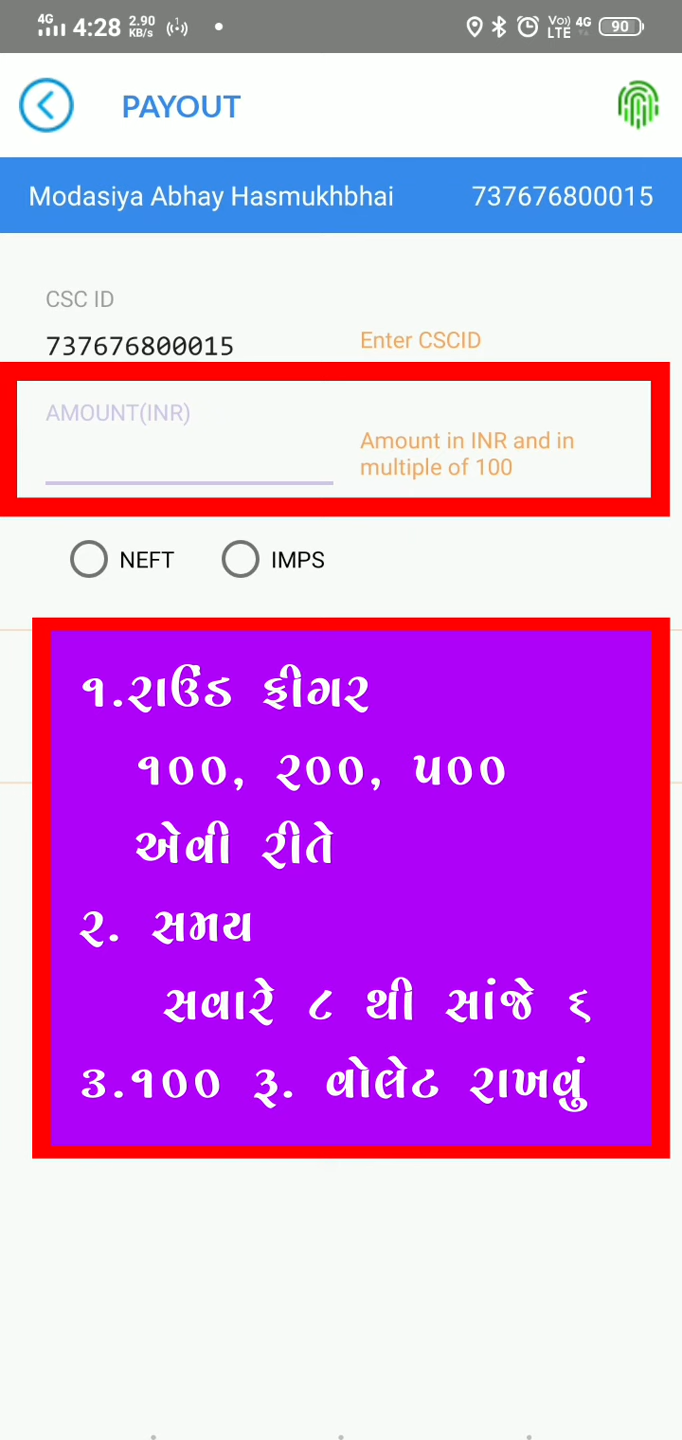 4G 4:28 2.90 KB/s Vo) LTE 4G 90
PAYOUT
Modasiya Abhay Hasmukhbhai 737676800015
CSC ID
737676800015 Enter CSCID
AMOUNT(INR)
Amount in INR and in
multiple of 100
NEFT IMPS
૧.રાઉંડ ફીગર
૧૦૦, ૨૦૦, ૫૦૦
એવી રીતે
૨. સમય
સવારે ૮ થી સાંજે ૬
૩.૧૦૦ રૂ. વોલેટ રાખવું